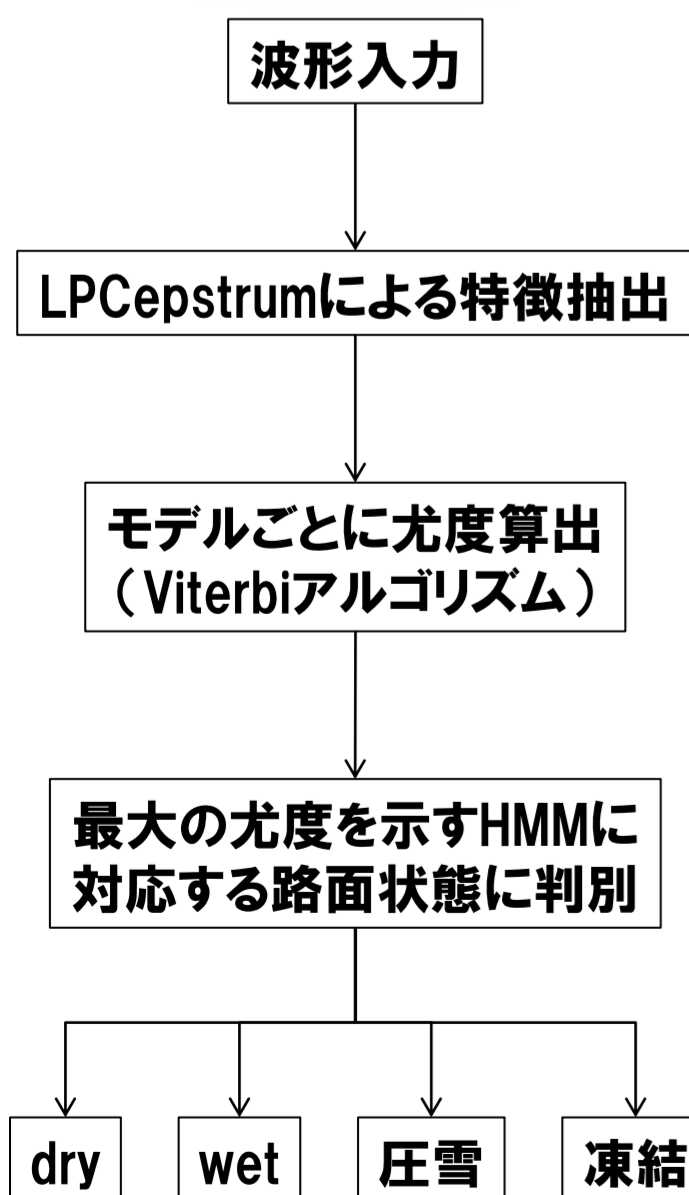 波形入力
LPCepstrumによる特徴抽出
モデルごとに尤度算出
（Viterbiアルゴリズム）
最大の尤度を示すHMMに
対応する路面状態に判別
dry
wet
圧雪
凍結